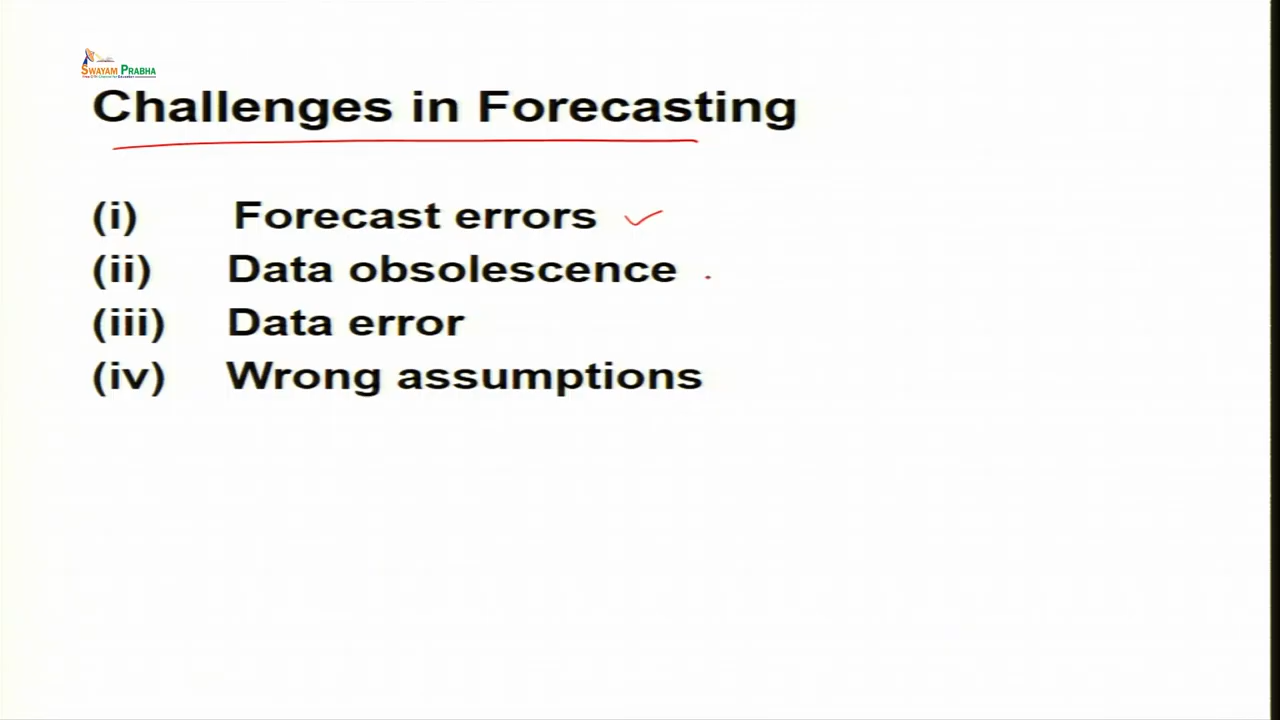 SWAYAM PRABHA
Challenges in Forecasting
(i) Forecast errors
(ii) Data obsolescence
(iii) Data error
(iv) Wrong assumptions